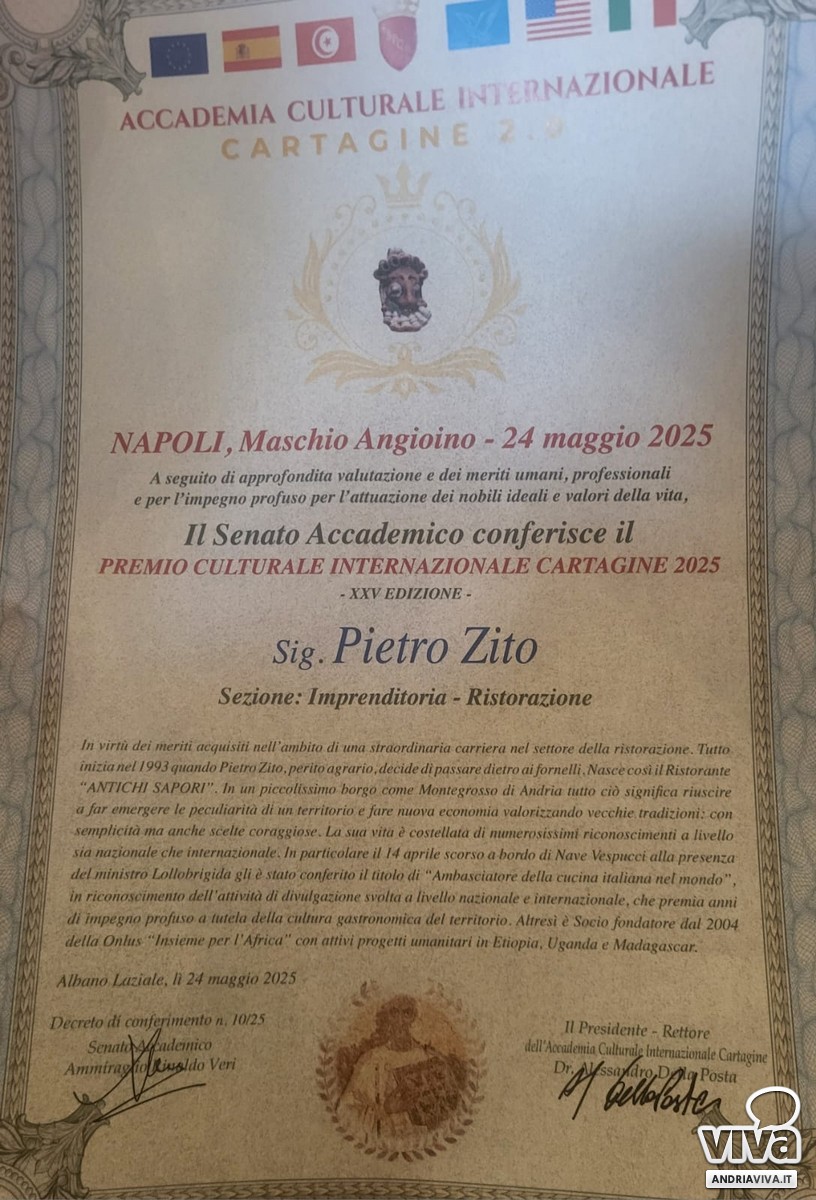 ACCADEMIA CULTURALE INTERNAZIONALE
CARTAGINE 2.0
NAPOLI, Maschio Angioino - 24 maggio 2025
A seguito di approfondita valutazione e dei meriti umani, professionali
e per l'impegno profuso per l'attuazione dei nobili ideali e valori della vita,
Il Senato Accademico conferisce il
PREMIO CULTURALE INTERNAZIONALE CARTAGINE 2025
- XXV EDIZIONE -
Sig. Pietro Zito
Sezione: Imprenditoria - Ristorazione
In virtù dei meriti acquisiti nell'ambito di una straordinaria carriera nel settore della ristorazione. Tutto
inizia nel 1993 quando Pietro Zito, perito agrario, decide di passare dietro ai fornelli. Nasce così il Ristorante
"ANTICHI SAPORI". In un piccolissimo borgo come Montegrosso di Andria tutto ciò significa riuscire
a far emergere le peculiarità di un territorio e fare nuova economia valorizzando vecchie tradizioni: con
semplicità ma anche scelte coraggiose. La sua vita è costellata di numerosissimi riconoscimenti a livello
sia nazionale che internazionale. In particolare il 14 aprile scorso a bordo di Nave Vespucci alla presenza
del ministro Lollobrigida gli è stato conferito il titolo di "Ambasciatore della cucina italiana nel mondo",
in riconoscimento dell'attività di divulgazione svolta a livello nazionale e internazionale, che premia anni
di impegno profuso a tutela della cultura gastronomica del territorio. Altresì è Socio fondatore dal 2004
della Onlus "Insieme per l'Africa" con attivi progetti umanitari in Etiopia, Uganda e Madagascar.
Albano Laziale, lì 24 maggio 2025
Decreto di conferimento n. 10/25
Senato Accademico
Ammiraglio Rinaldo Veri
Il Presidente - Rettore
dell'Accademia Culturale Internazionale Cartagine
Dr. Alessandro Della Posta
viva
ANDRIAVIVA.IT